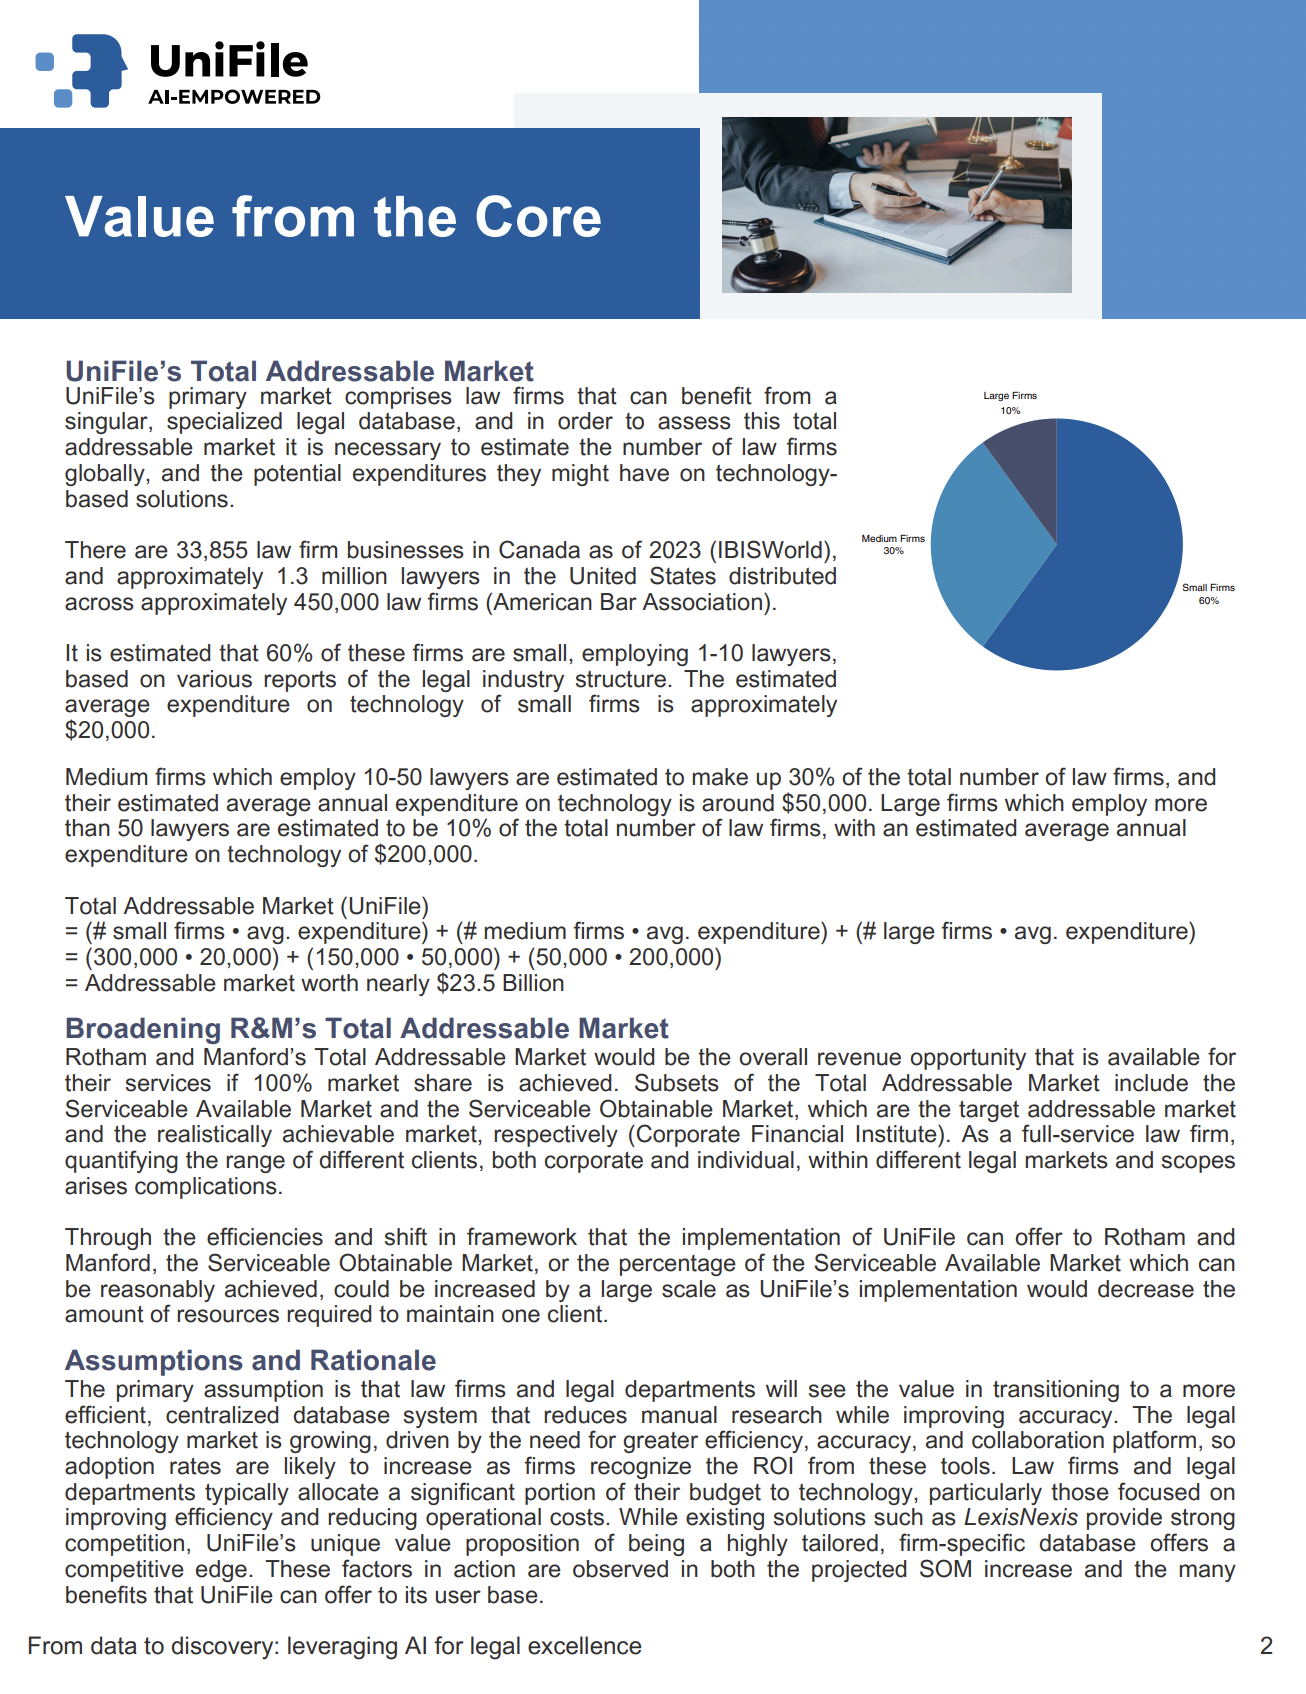 UniFile
AI-EMPOWERED
Value from the Core
UniFile’s Total Addressable Market
UniFile’s primary market comprises law firms that can benefit from a
singular, specialized legal database, and in order to assess this total
addressable market it is necessary to estimate the number of law firms
globally, and the potential expenditures they might have on technology-
based solutions.
There are 33,855 law firm businesses in Canada as of 2023 (IBISWorld),
and approximately 1.3 million lawyers in the United States distributed
across approximately 450,000 law firms (American Bar Association).
It is estimated that 60% of these firms are small, employing 1-10 lawyers,
based on various reports of the legal industry structure. The estimated
average expenditure on technology of small firms is approximately
$20,000.
Large Firms
10%
Medium Firms
30%
Small Firms
60%
Medium firms which employ 10-50 lawyers are estimated to make up 30% of the total number of law firms, and
their estimated average annual expenditure on technology is around $50,000. Large firms which employ more
than 50 lawyers are estimated to be 10% of the total number of law firms, with an estimated average annual
expenditure on technology of $200,000.
Total Addressable Market (UniFile)
= (# small firms • avg. expenditure) + (# medium firms • avg. expenditure) + (# large firms • avg. expenditure)
= (300,000 • 20,000) + (150,000 • 50,000) + (50,000 • 200,000)
= Addressable market worth nearly $23.5 Billion
Broadening R&M’s Total Addressable Market
Rotham and Manford’s Total Addressable Market would be the overall revenue opportunity that is available for
their services if 100% market share is achieved. Subsets of the Total Addressable Market include the
Serviceable Available Market and the Serviceable Obtainable Market, which are the target addressable market
and the realistically achievable market, respectively (Corporate Financial Institute). As a full-service law firm,
quantifying the range of different clients, both corporate and individual, within different legal markets and scopes
arises complications.
Through the efficiencies and shift in framework that the implementation of UniFile can offer to Rotham and
Manford, the Serviceable Obtainable Market, or the percentage of the Serviceable Available Market which can
be reasonably achieved, could be increased by a large scale as UniFile’s implementation would decrease the
amount of resources required to maintain one client.
Assumptions and Rationale
The primary assumption is that law firms and legal departments will see the value in transitioning to a more
efficient, centralized database system that reduces manual research while improving accuracy. The legal
technology market is growing, driven by the need for greater efficiency, accuracy, and collaboration platform, so
adoption rates are likely to increase as firms recognize the ROI from these tools. Law firms and legal
departments typically allocate a significant portion of their budget to technology, particularly those focused on
improving efficiency and reducing operational costs. While existing solutions such as LexisNexis provide strong
competition, UniFile’s unique value proposition of being a highly tailored, firm-specific database offers a
competitive edge. These factors in action are observed in both the projected SOM increase and the many
benefits that UniFile can offer to its user base.
From data to discovery: leveraging AI for legal excellence
2